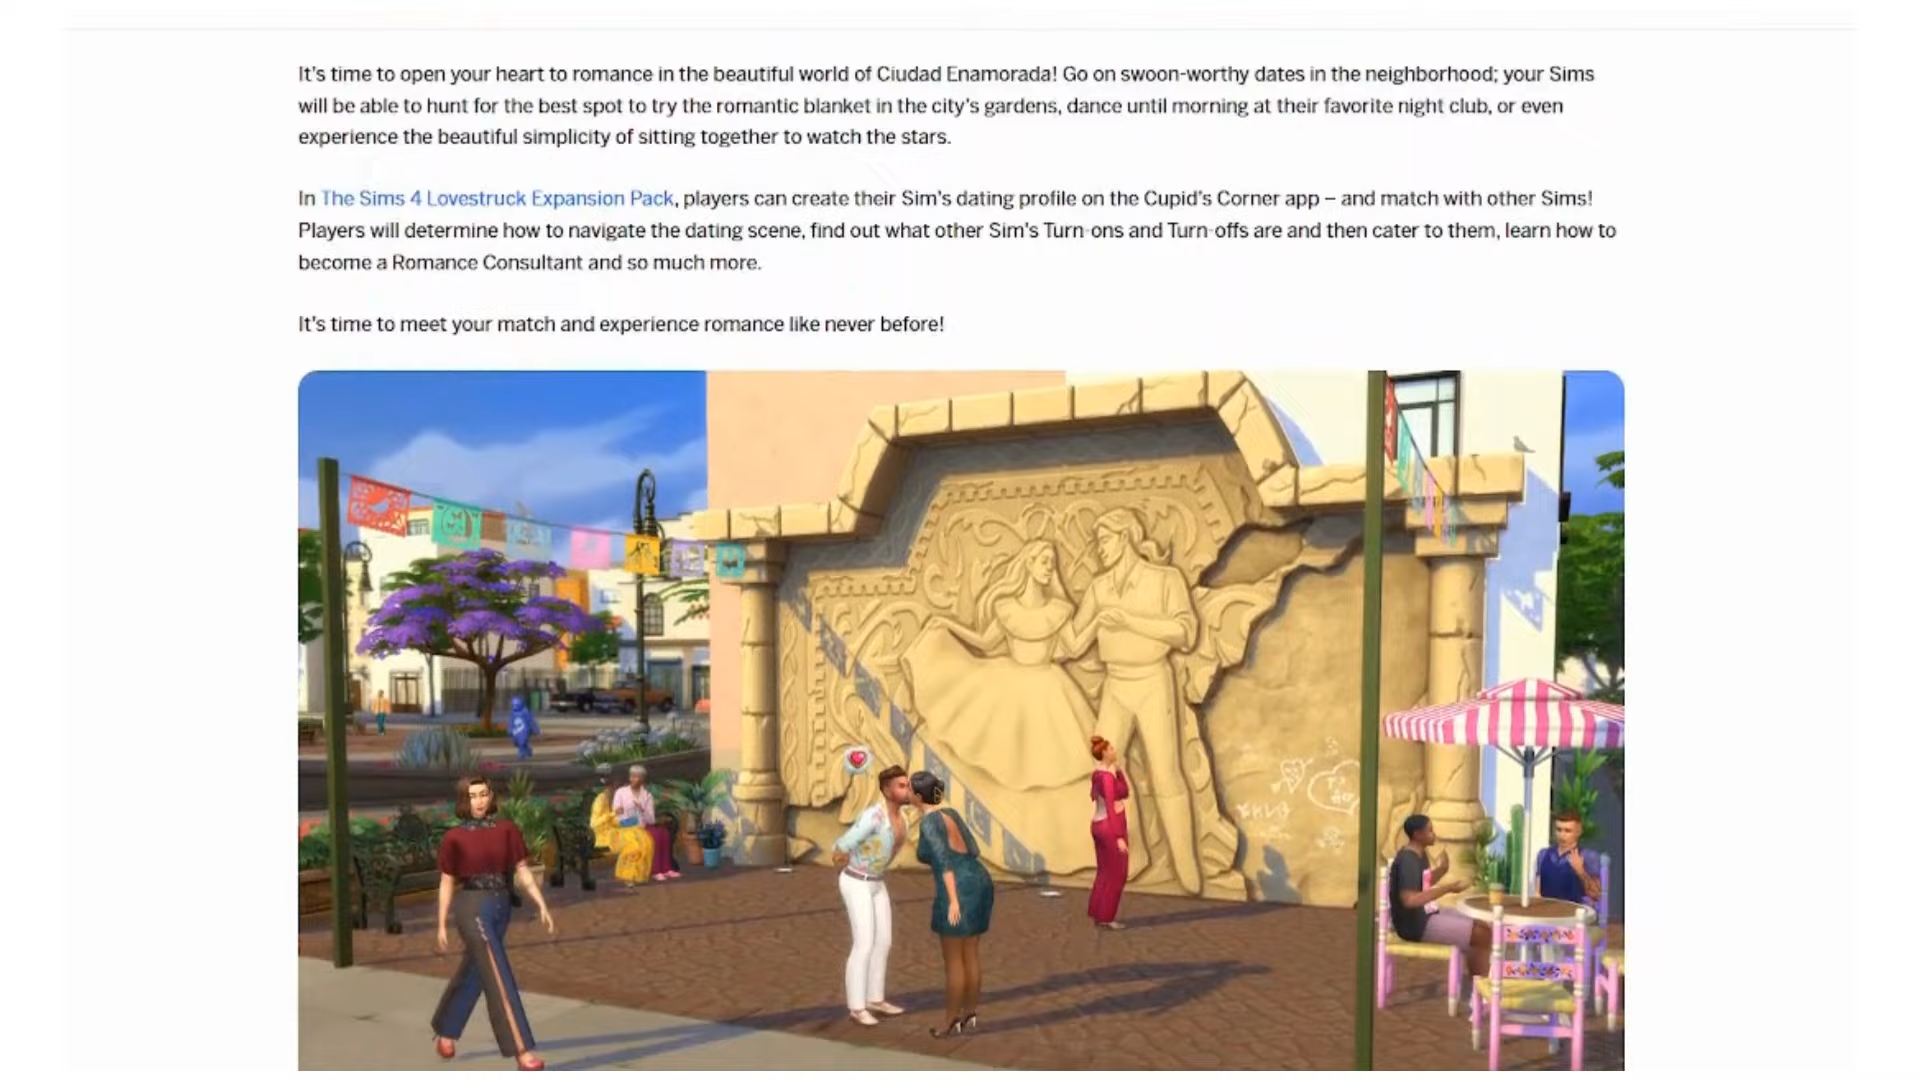 It's time to open your heart to romance in the beautiful world of Ciudad Enamorada! Go on swoon-worthy dates in the neighborhood; your Sims
will be able to hunt for the best spot to try the romantic blanket in the city's gardens, dance until morning at their favorite night club, or even
experience the beautiful simplicity of sitting together to watch the stars.
In The Sims 4 Lovestruck Expansion Pack, players can create their Sim's dating profile on the Cupid's Corner app – and match with other Sims!
Players will determine how to navigate the dating scene, find out what other Sim's Turn-ons and Turn-offs are and then cater to them, learn how to
become a Romance Consultant and so much more.
It's time to meet your match and experience romance like never before!